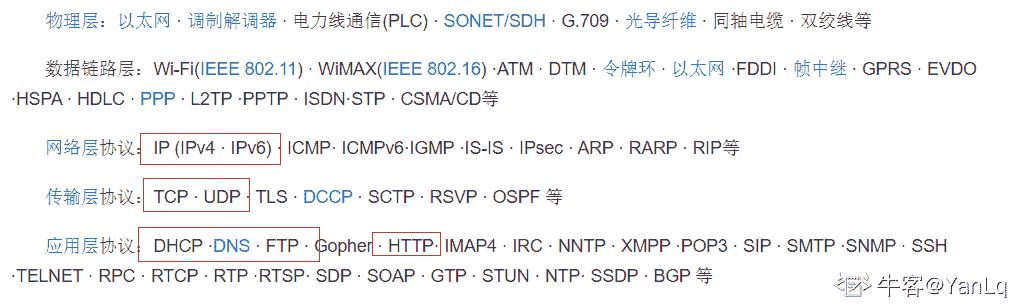 物理层：以太网 · 调制解调器 · 电力线通信(PLC) · SONET/SDH · G.709 · 光导纤维 · 同轴电缆 · 双绞线等
数据链路层：Wi-Fi(IEEE 802.11) · WiMAX(IEEE 802.16) ·ATM · DTM · 令牌环 · 以太网 ·FDDI · 帧中继 · GPRS · EVDO
·HSPA · HDLC · PPP · L2TP ·PPTP · ISDN·STP · CSMA/CD等
网络层协议：IP (IPv4 · IPv6) · ICMP· ICMPv6·IGMP ·IS-IS · IPsec · ARP · RARP · RIP等
传输层协议：TCP · UDP · TLS · DCCP · SCTP · RSVP · OSPF 等
应用层协议：DHCP ·DNS · FTP · Gopher · HTTP· IMAP4 · IRC · NNTP · XMPP ·POP3 · SIP · SMTP ·SNMP · SSH
·TELNET · RPC · RTCP · RTP ·RTSP· SDP · SOAP · GTP · STUN · NTP· SSDP · BGP 等
牛客@YanLq